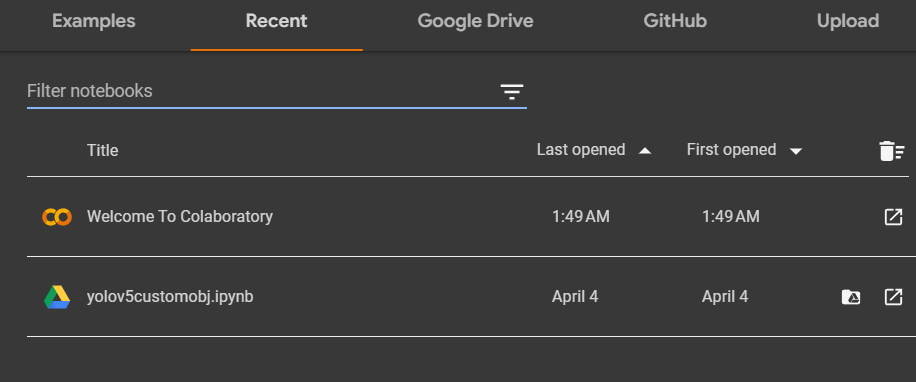 Examples Recent Google Drive GitHub Upload
Filter notebooks
Title Last opened First opened
Welcome To Colaboratory 1:49 AM 1:49 AM
yolov5customobj.ipynb April 4 April 4